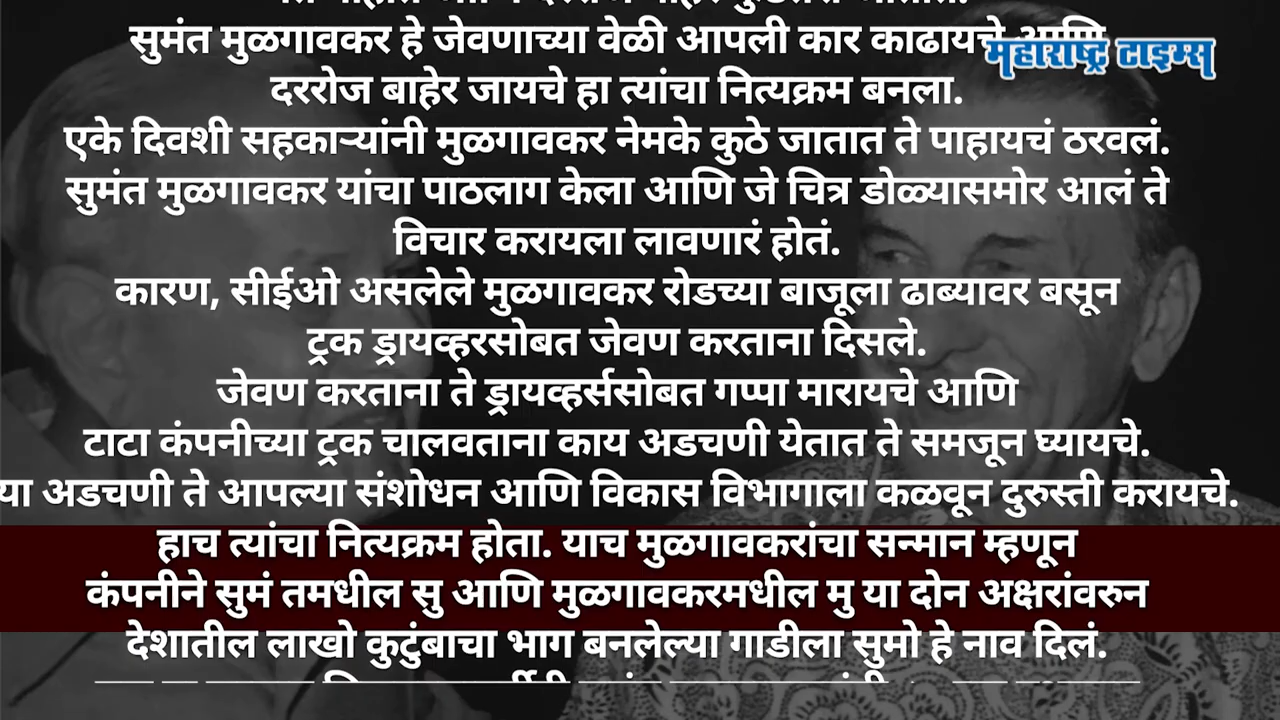 सुमंत मुळगावकर हे जेवणाच्या वेळी आपली कार काढायचे आणि
महाराष्ट्र टाइम्स
दररोज बाहेर जायचे हा त्यांचा नित्यक्रम बनला.
एके दिवशी सहकाऱ्यांनी मुळगावकर नेमके कुठे जातात ते पाहायचं ठरवलं.
सुमंत मुळगावकर यांचा पाठलाग केला आणि जे चित्र डोळ्यासमोर आलं ते
विचार करायला लावणारं होतं.
कारण, सीईओ असलेले मुळगावकर रोडच्या बाजूला ढाब्यावर बसून
ट्रक ड्रायव्हरसोबत जेवण करताना दिसले.
जेवण करताना ते ड्रायव्हर्ससोबत गप्पा मारायचे आणि
टाटा कंपनीच्या ट्रक चालवताना काय अडचणी येतात ते समजून घ्यायचे.
या अडचणी ते आपल्या संशोधन आणि विकास विभागाला कळवून दुरुस्ती करायचे.
हाच त्यांचा नित्यक्रम होता. याच मुळगावकरांचा सन्मान म्हणून
कंपनीने सुमं तमधील सु आणि मुळगावकरमधील मु या दोन अक्षरांवरुन
देशातील लाखो कुटुंबाचा भाग बनलेल्या गाडीला सुमो हे नाव दिलं.